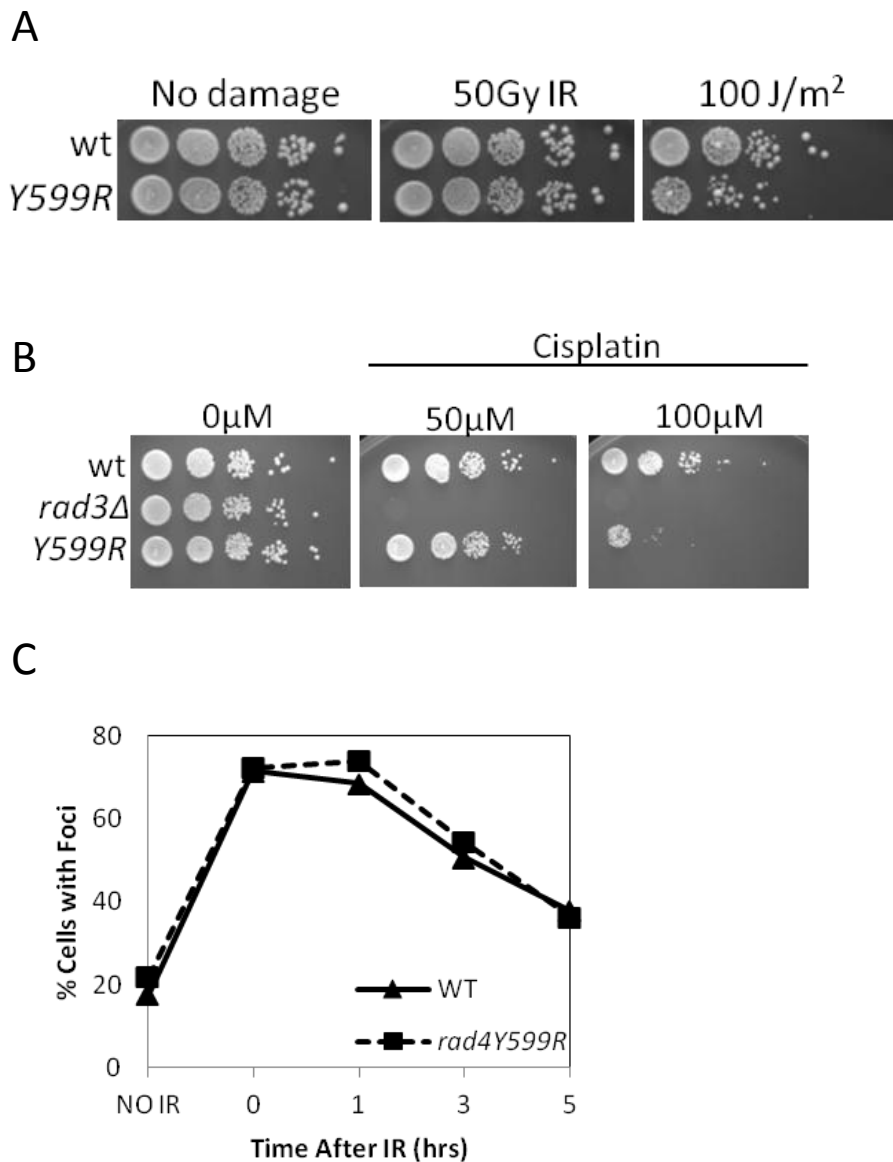 A
No damage 50Gy IR 100 J/m²
wt
Y599R
B
Cisplatin
0μM 50μM 100μM
wt
rad3Δ
Y599R
C
80
60
40
20
0
% Cells with Foci
WT
rad4Y599R
NO IR 0 1 3 5
Time After IR (hrs)